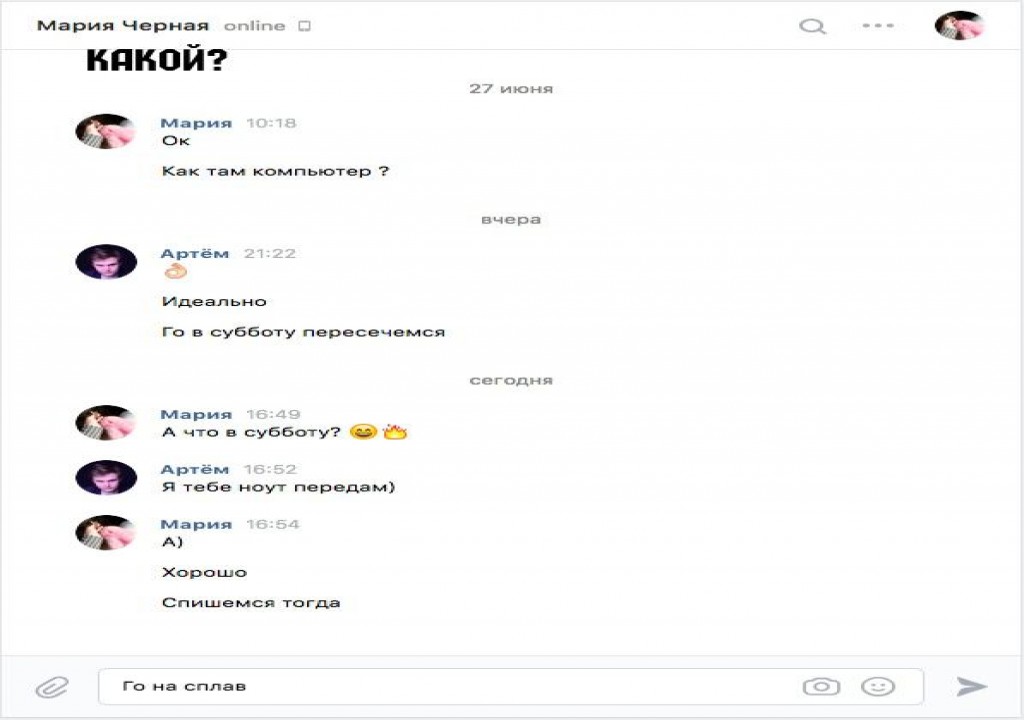 Мария Черная online
КАКОЙ?
27 июня
Мария 10:18
Ок
Как там компьютер ?
вчера
Артём 21:22
👌🏻
Идеально
Го в субботу пересечемся
сегодня
Мария 16:49
А что в субботу? 😄 🔥
Артём 16:52
Я тебе ноут передам)
Мария 16:54
А)
Хорошо
Спишемся тогда
Го на сплав